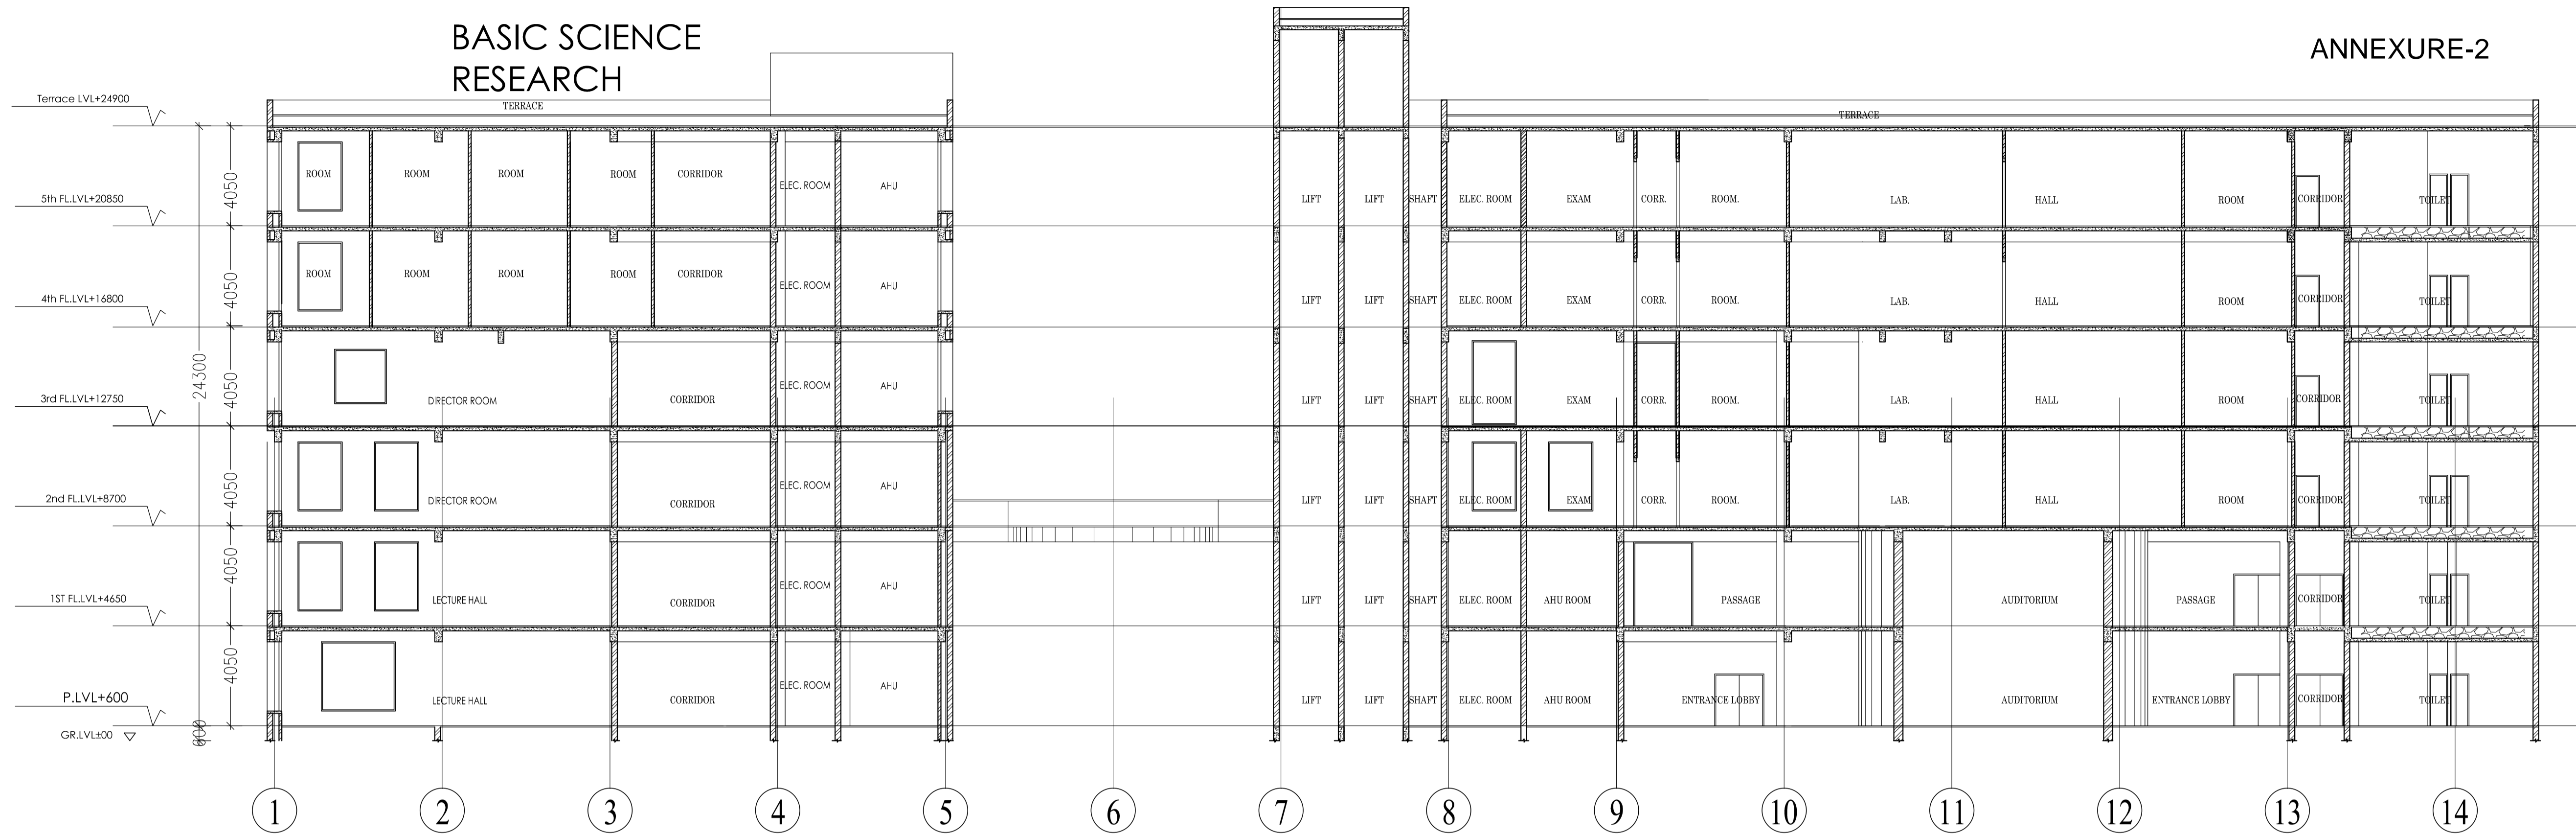 BASIC SCIENCE
RESEARCH
ANNEXURE-2
Terrace LVL+24900
TERRACE
TERRACE
4050
ROOM ROOM ROOM ROOM CORRIDOR ELEC. ROOM AHU
5th FL.LVL+20850
LIFT LIFT SHAFT ELEC. ROOM EXAM CORR. ROOM. LAB. HALL ROOM CORRIDOR TOILET
4050
ROOM ROOM ROOM ROOM CORRIDOR ELEC. ROOM AHU
4th FL.LVL+16800
LIFT LIFT SHAFT ELEC. ROOM EXAM CORR. ROOM. LAB. HALL ROOM CORRIDOR TOILET
24300
4050
ELEC. ROOM AHU
3rd FL.LVL+12750
DIRECTOR ROOM CORRIDOR LIFT LIFT SHAFT ELEC. ROOM EXAM CORR. ROOM. LAB. HALL ROOM CORRIDOR TOILET
4050
ELEC. ROOM AHU
2nd FL.LVL+8700
DIRECTOR ROOM CORRIDOR LIFT LIFT SHAFT ELEC. ROOM EXAM CORR. ROOM. LAB. HALL ROOM CORRIDOR TOILET
4050
ELEC. ROOM AHU
1ST FL.LVL+4650
LECTURE HALL CORRIDOR LIFT LIFT SHAFT ELEC. ROOM AHU ROOM PASSAGE AUDITORIUM PASSAGE CORRIDOR TOILET
4050
ELEC. ROOM AHU
P.LVL+600
LECTURE HALL CORRIDOR LIFT LIFT SHAFT ELEC. ROOM AHU ROOM ENTRANCE LOBBY AUDITORIUM ENTRANCE LOBBY CORRIDOR TOILET
600
GR.LVL±00
1 2 3 4 5 6 7 8 9 10 11 12 13 14